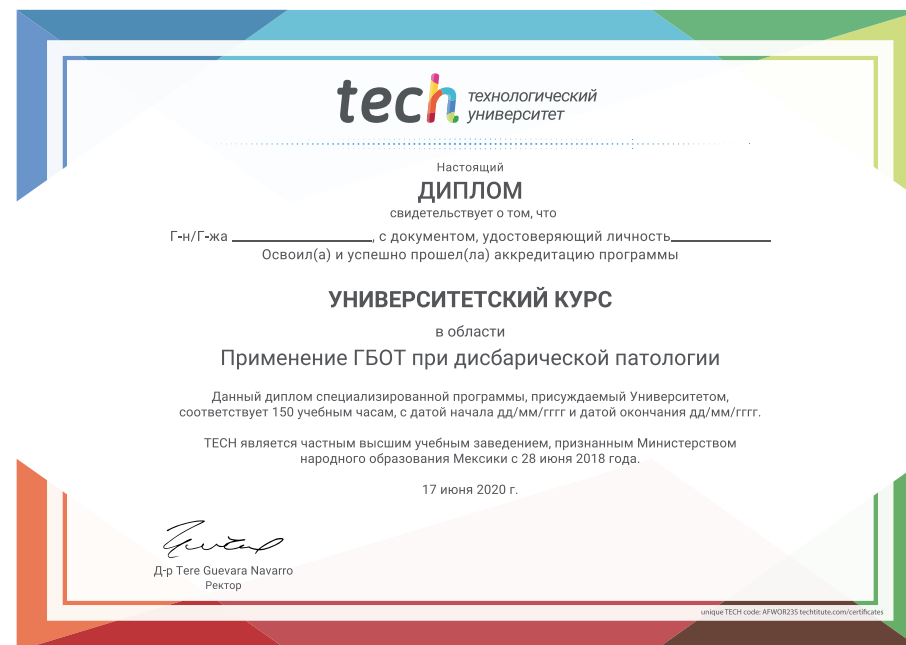 tech технологический
университет
Настоящий
ДИПЛОМ
свидетельствует о том, что
Г-н/Г-жа ____________________, с документом, удостоверяющий личность______________
Освоил(а) и успешно прошел(ла) аккредитацию программы
УНИВЕРСИТЕТСКИЙ КУРС
в области
Применение ГБОТ при дисбарической патологии
Данный диплом специализированной программы, присуждаемый Университетом,
соответствует 150 учебным часам, с датой начала дд/мм/гггг и датой окончания дд/мм/гггг.
TECH является частным высшим учебным заведением, признанным Министерством
народного образования Мексики с 28 июня 2018 года.
17 июня 2020 г.
Д-р Tere Guevara Navarro
Ректор
unique TECH code: AFWOR23S techtitute.com/certificates